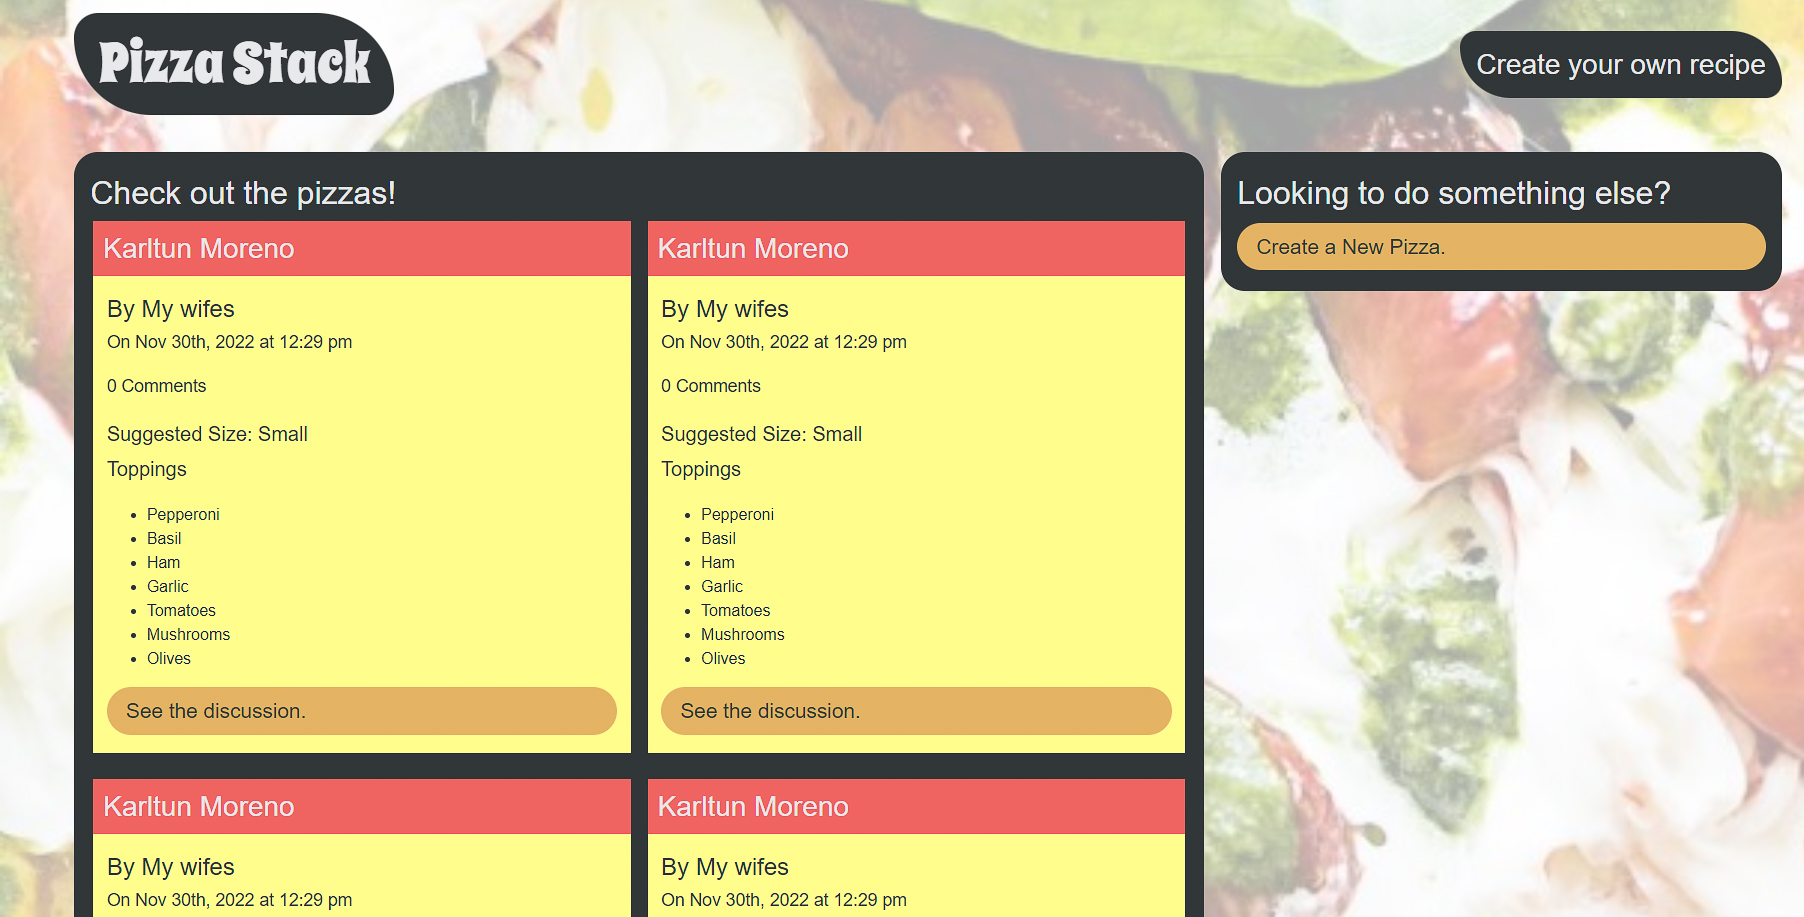 Pizza Stack
Create your own recipe
Check out the pizzas!
Karltun Moreno
By My wifes
On Nov 30th, 2022 at 12:29 pm
0 Comments
Suggested Size: Small
Toppings
Pepperoni
Basil
Ham
Garlic
Tomatoes
Mushrooms
Olives
See the discussion.
Karltun Moreno
By My wifes
On Nov 30th, 2022 at 12:29 pm
0 Comments
Suggested Size: Small
Toppings
Pepperoni
Basil
Ham
Garlic
Tomatoes
Mushrooms
Olives
See the discussion.
Karltun Moreno
By My wifes
On Nov 30th, 2022 at 12:29 pm
Karltun Moreno
By My wifes
On Nov 30th, 2022 at 12:29 pm
Looking to do something else?
Create a New Pizza.